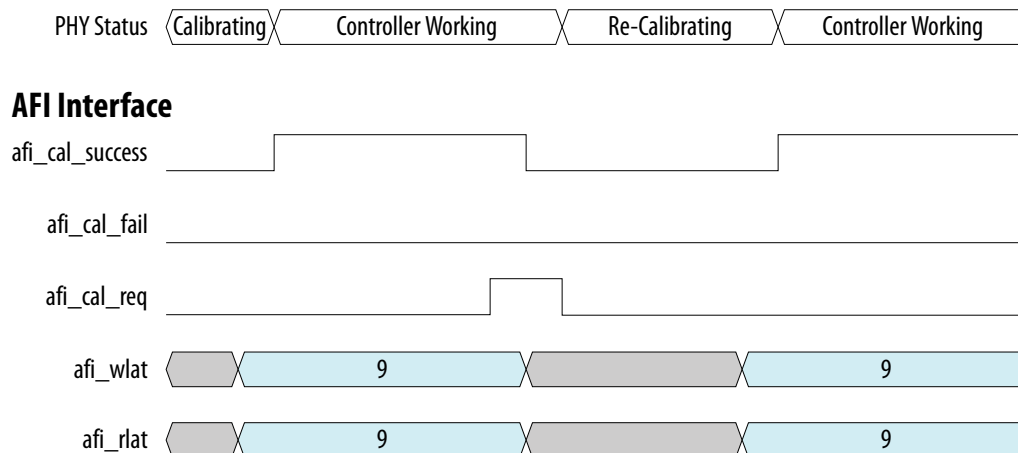 PHY Status Calibrating Controller Working Re-Calibrating Controller Working
AFI Interface
afi_cal_success
afi_cal_fail
afi_cal_req
afi_wlat 9 9
afi_rlat 9 9